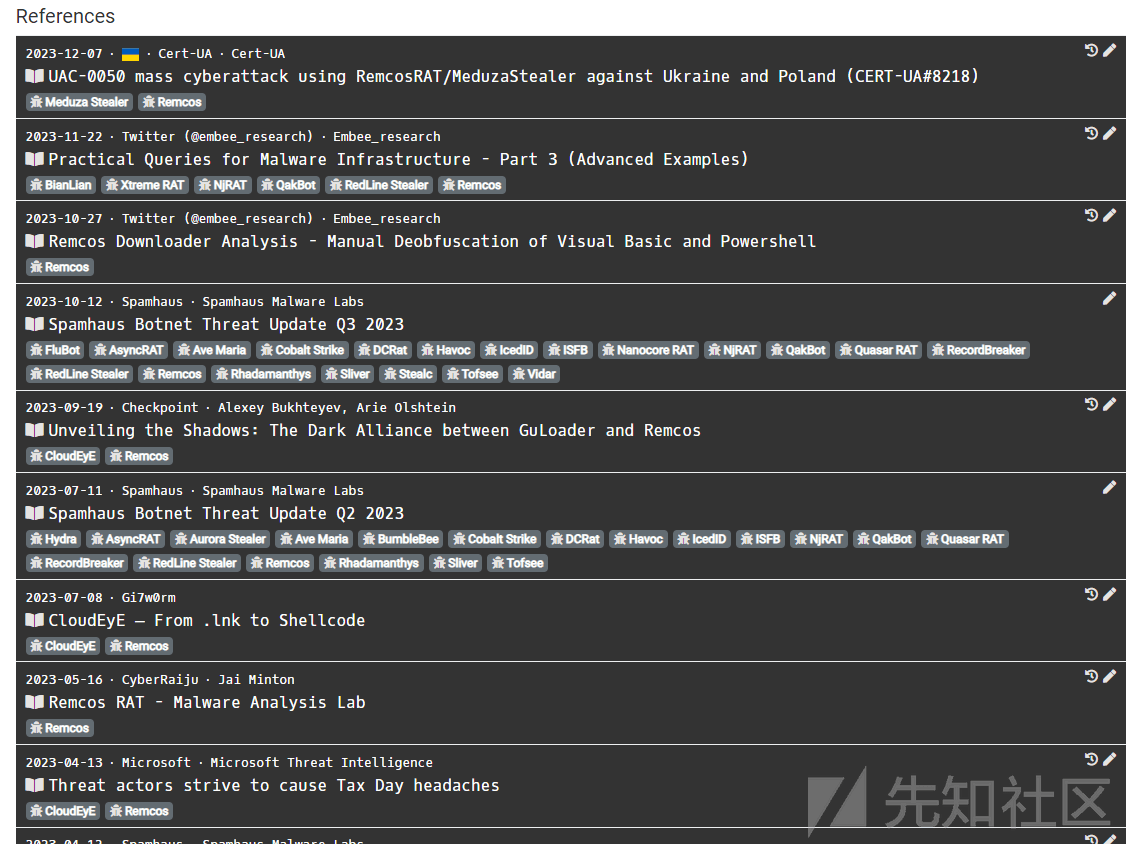 References
2023-12-07 · · Cert-UA · Cert-UA
UAC-0050 mass cyberattack using RemcosRAT/MeduzaStealer against Ukraine and Poland (CERT-UA#8218)
Meduza Stealer Remcos
2023-11-22 · Twitter (@embee_research) · Embee_research
Practical Queries for Malware Infrastructure - Part 3 (Advanced Examples)
BianLian Xtreme RAT NjRAT QakBot RedLine Stealer Remcos
2023-10-27 · Twitter (@embee_research) · Embee_research
Remcos Downloader Analysis - Manual Deobfuscation of Visual Basic and Powershell
Remcos
2023-10-12 · Spamhaus · Spamhaus Malware Labs
Spamhaus Botnet Threat Update Q3 2023
FluBot AsyncRAT Ave Maria Cobalt Strike DCRat Havoc IcedID ISFB Nanocore RAT NjRAT QakBot Quasar RAT RecordBreaker
RedLine Stealer Remcos Rhadamanthys Sliver Stealc Tofsee Vidar
2023-09-19 · Checkpoint · Alexey Bukhteyev, Arie Olshtein
Unveiling the Shadows: The Dark Alliance between GuLoader and Remcos
CloudEyE Remcos
2023-07-11 · Spamhaus · Spamhaus Malware Labs
Spamhaus Botnet Threat Update Q2 2023
Hydra AsyncRAT Aurora Stealer Ave Maria BumbleBee Cobalt Strike DCRat Havoc IcedID ISFB NjRAT QakBot Quasar RAT
RecordBreaker RedLine Stealer Remcos Rhadamanthys Sliver Tofsee
2023-07-08 · Gi7w0rm
CloudEyE — From .lnk to Shellcode
CloudEyE Remcos
2023-05-16 · CyberRaiju · Jai Minton
Remcos RAT - Malware Analysis Lab
Remcos
2023-04-13 · Microsoft · Microsoft Threat Intelligence
Threat actors strive to cause Tax Day headaches
CloudEyE Remcos
先知社区
2023-04-12 · Spamhaus · Spamhaus Malware Labs